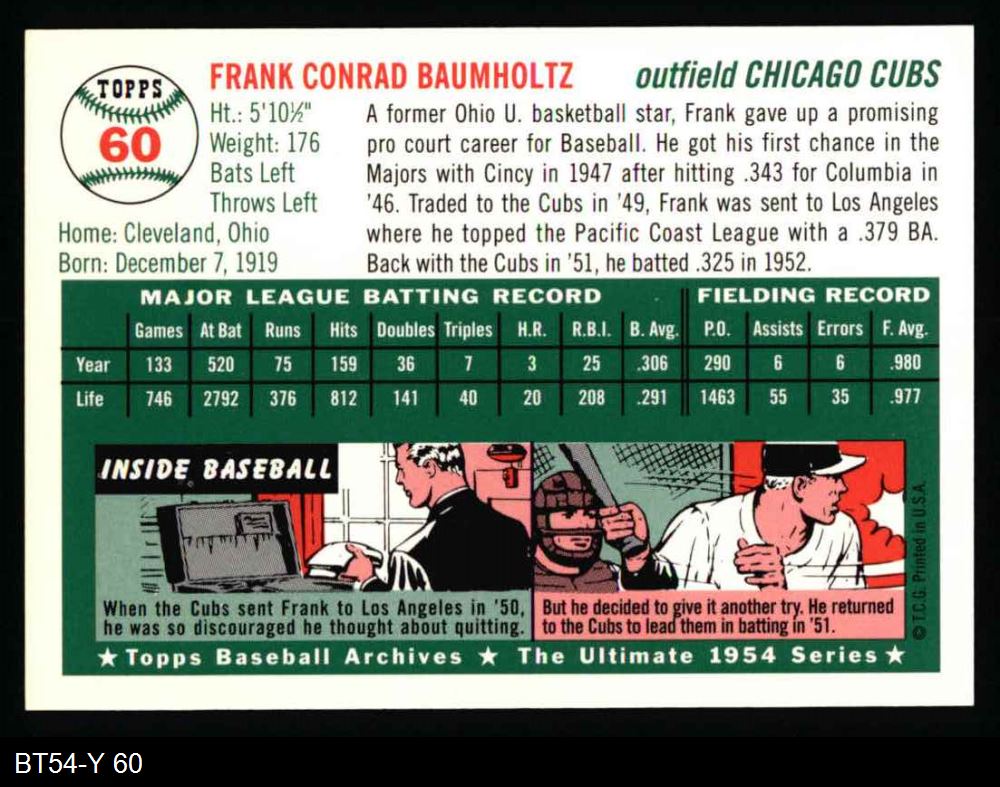 TOPPS
60
FRANK CONRAD BAUMHOLTZ
outfield CHICAGO CUBS
Ht.: 5'10½"
Weight: 176
Bats Left
Throws Left
Home: Cleveland, Ohio
Born: December 7, 1919
A former Ohio U. basketball star, Frank gave up a promising
pro court career for Baseball. He got his first chance in the
Majors with Cincy in 1947 after hitting .343 for Columbia in
'46. Traded to the Cubs in '49, Frank was sent to Los Angeles
where he topped the Pacific Coast League with a .379 BA.
Back with the Cubs in '51, he batted .325 in 1952.
MAJOR LEAGUE BATTING RECORD FIELDING RECORD
Games At Bat Runs Hits Doubles Triples H.R. R.B.I. B. Avg. P.O. Assists Errors F. Avg.
Year 133 520 75 159 36 7 3 25 .306 290 6 6 .980
Life 746 2792 376 812 141 40 20 208 .291 1463 55 35 .977
INSIDE BASEBALL
When the Cubs sent Frank to Los Angeles in '50,
he was so discouraged he thought about quitting.
But he decided to give it another try. He returned
to the Cubs to lead them in batting in '51.
© T.C.G. Printed in U.S.A.
★ Topps Baseball Archives ★ The Ultimate 1954 Series ★
BT54-Y 60